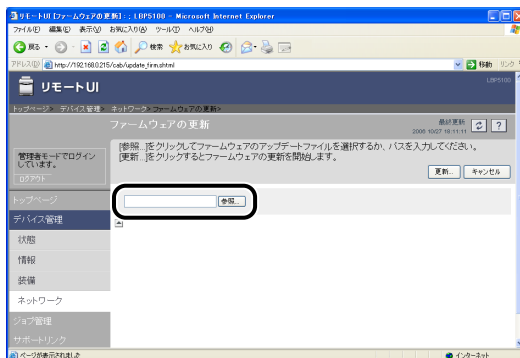 リモートUI [ファームウェアの更新] : ; LBP5100 - Microsoft Internet Explorer
ファイル(F) 編集(E) 表示(V) お気に入り(A) ツール(T) ヘルプ(H)
戻る 検索 お気に入り
アドレス(D) http://192.168.0.215/cab/update_firm.shtml 移動 リンク
リモートUI LBP5100
トップページ> デバイス管理> ネットワーク> ファームウェアの更新>
ファームウェアの更新
最終更新
2006 10/27 18:11:11
?
管理者モードでログインしています。
ログアウト
[参照...]をクリックしてファームウェアのアップデートファイルを選択するか、パスを入力してください。
[更新...]をクリックするとファームウェアの更新を開始します。
更新... キャンセル
参照...
トップページ
デバイス管理
状態
情報
装備
ネットワーク
ジョブ管理
サポートリンク
ページが表示されました
インターネット